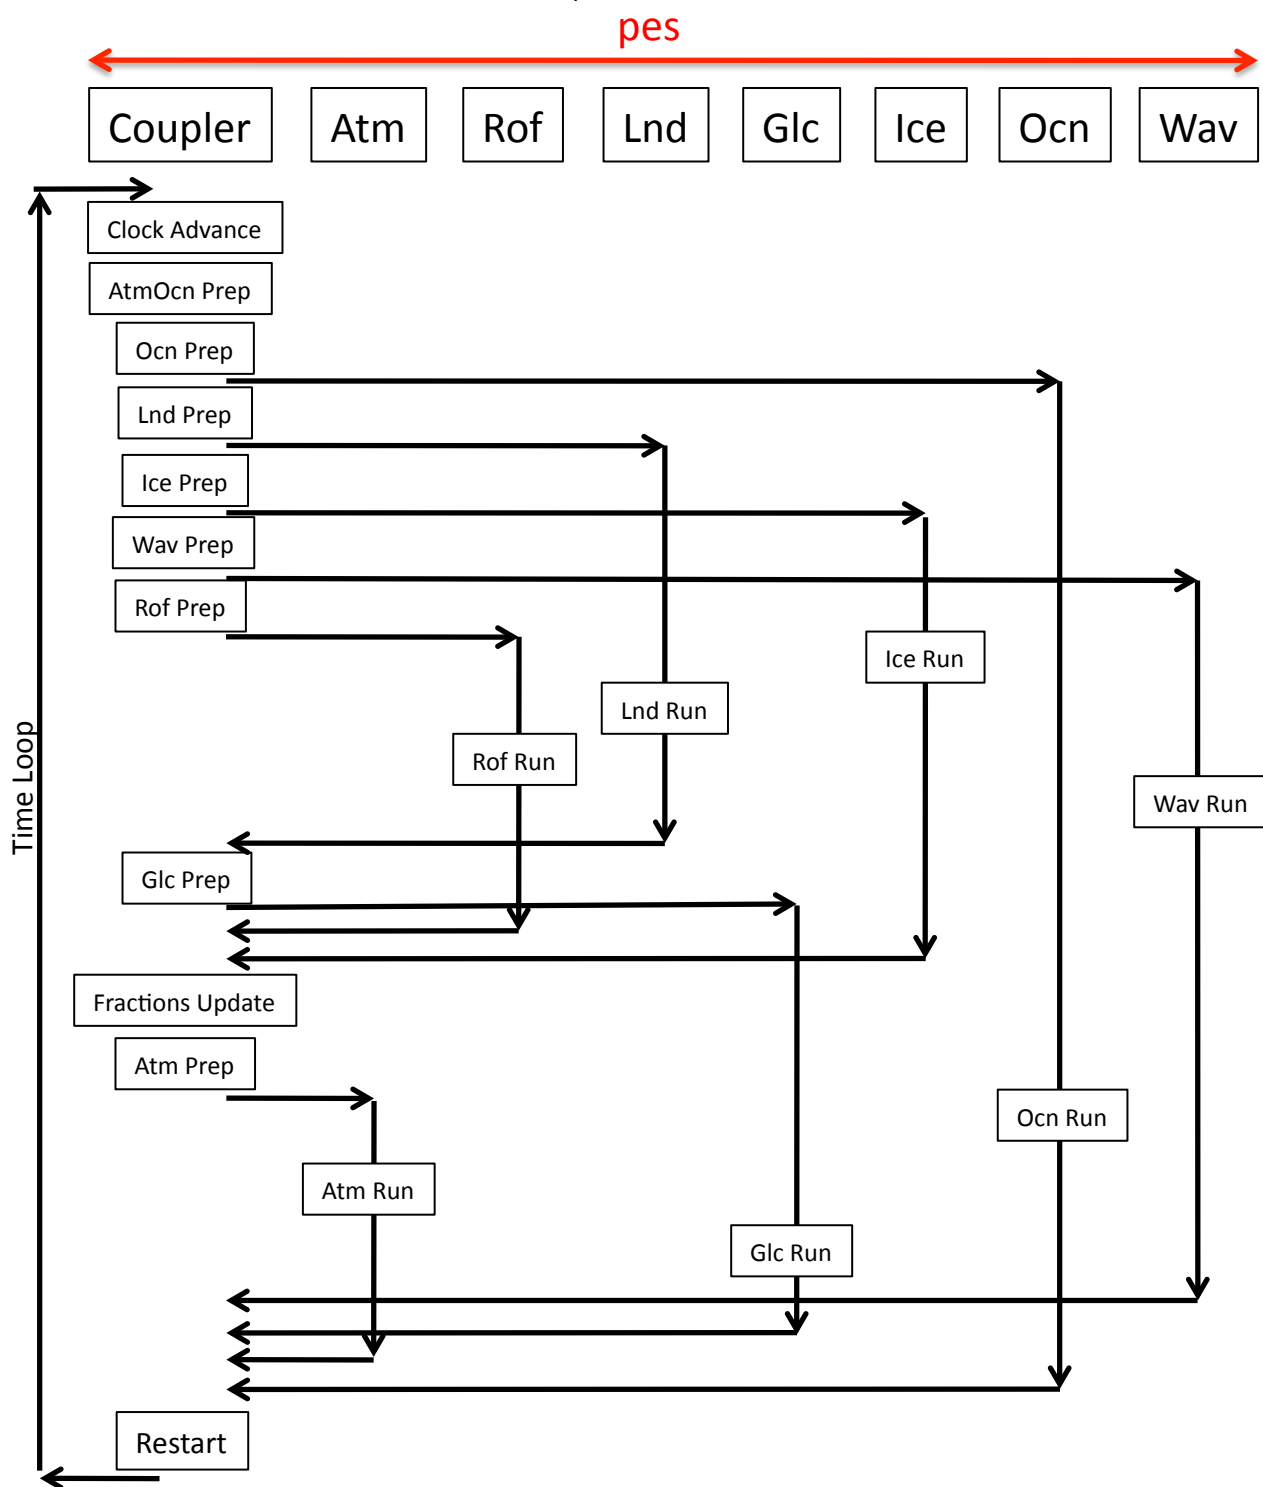 pes
Coupler
Atm
Rof
Lnd
Glc
Ice
Ocn
Wav
Clock Advance
AtmOcn Prep
Ocn Prep
Lnd Prep
Ice Prep
Wav Prep
Rof Prep
Ice Run
Lnd Run
Rof Run
Wav Run
Time Loop
Glc Prep
Fractions Update
Atm Prep
Ocn Run
Atm Run
Glc Run
Restart